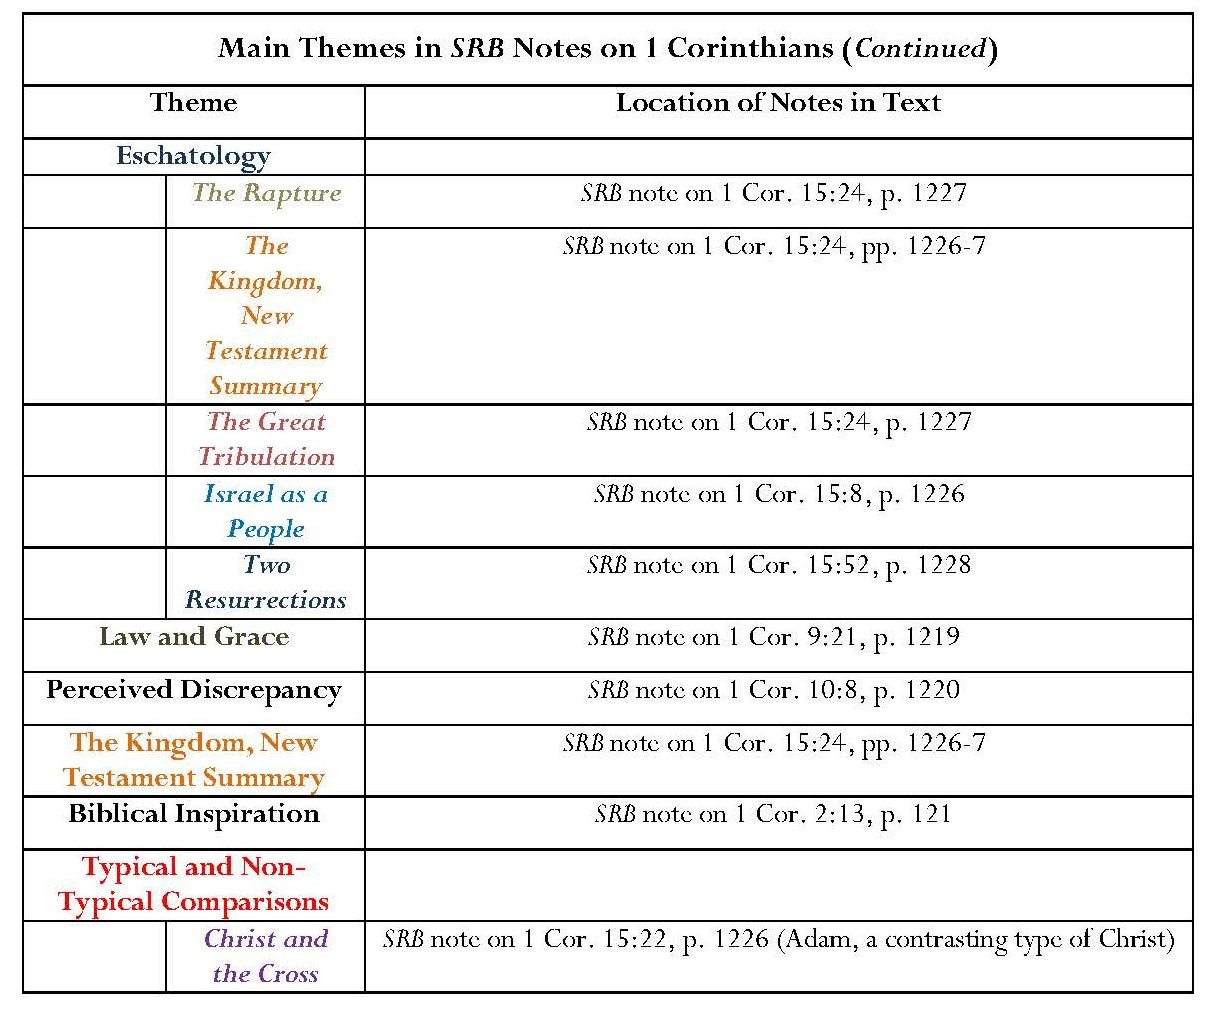 Main Themes in SRB Notes on 1 Corinthians (Continued)
Theme
Location of Notes in Text
Eschatology
The Rapture
SRB note on 1 Cor. 15:24, p. 1227
The
Kingdom,
New
Testament
Summary
SRB note on 1 Cor. 15:24, pp. 1226-7
The Great
Tribulation
SRB note on 1 Cor. 15:24, p. 1227
Israel as a
People
SRB note on 1 Cor. 15:8, p. 1226
Two
Resurrections
SRB note on 1 Cor. 15:52, p. 1228
Law and Grace
SRB note on 1 Cor. 9:21, p. 1219
Perceived Discrepancy
SRB note on 1 Cor. 10:8, p. 1220
The Kingdom, New
Testament Summary
SRB note on 1 Cor. 15:24, pp. 1226-7
Biblical Inspiration
SRB note on 1 Cor. 2:13, p. 121
Typical and Non-
Typical Comparisons
Christ and
the Cross
SRB note on 1 Cor. 15:22, p. 1226 (Adam, a contrasting type of Christ)